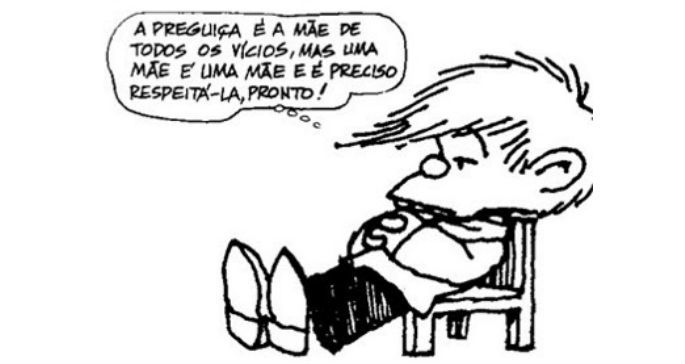 A PREGUIÇA É A MÃE DE
TODOS OS VÍCIOS, MAS UMA
MÃE É UMA MÃE E É PRECISO
RESPEITÁ-LA, PRONTO!